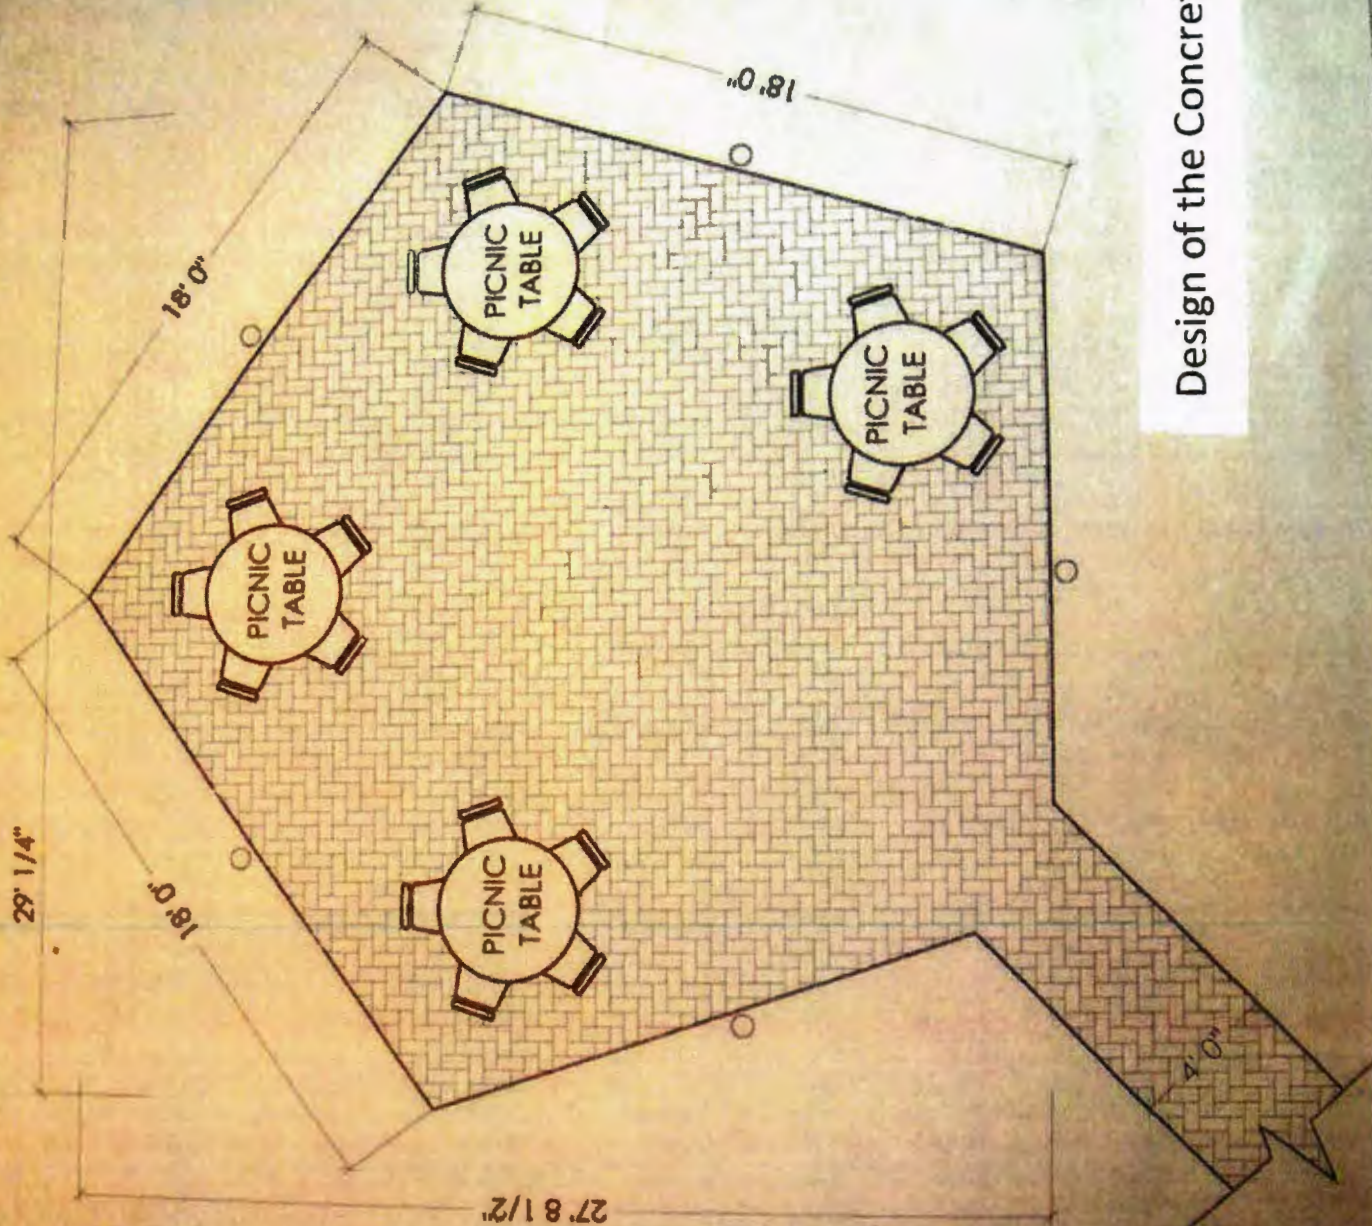 29' 1/4"
18' 0"
18' 0"
18' 0"
PICNIC
TABLE
PICNIC
TABLE
PICNIC
TABLE
PICNIC
TABLE
4' 0"
27' 8 1/2"
Design of the